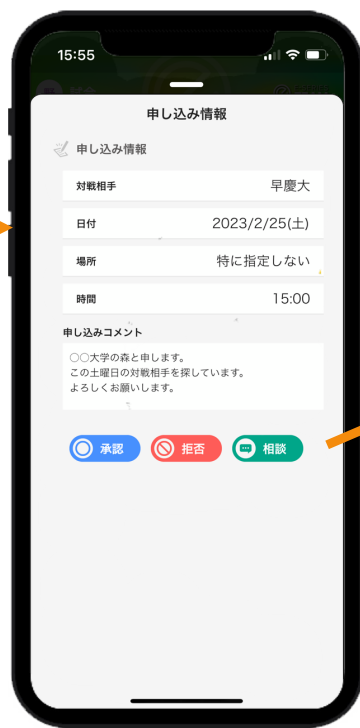 15:55
申し込み情報
申し込み情報
対戦相手 早慶大
日付 2023/2/25(土)
場所 特に指定しない
時間 15:00
申し込みコメント
○○大学の森と申します。
この土曜日の対戦相手を探しています。
よろしくお願いします。
承認 拒否 相談